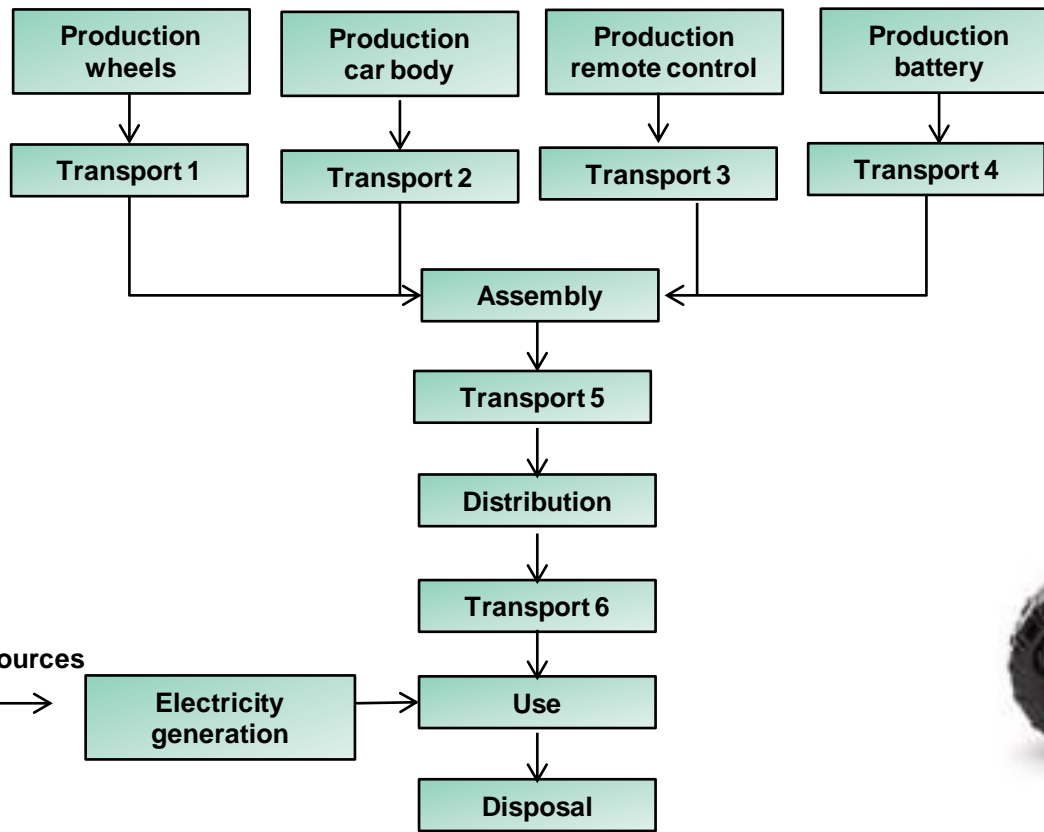 Production
wheels
Production
car body
Production
remote control
Production
battery
Transport 1
Transport 2
Transport 3
Transport 4
Assembly
Transport 5
Distribution
Transport 6
ources
Electricity
generation
Use
Disposal